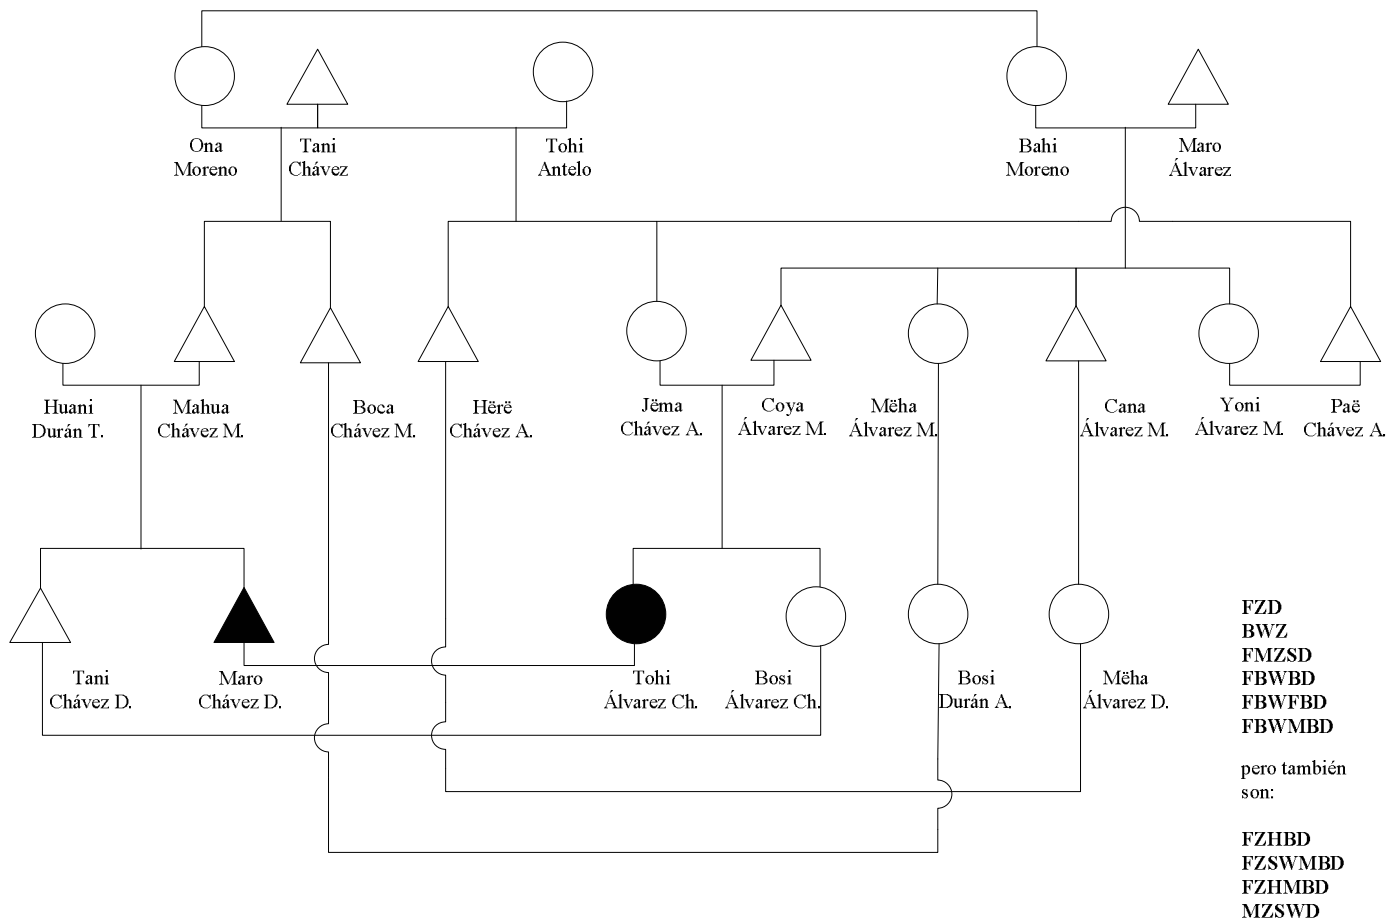 Ona
Moreno
Tani
Chávez
Tohi
Antelo
Bahi
Moreno
Maro
Álvarez
Huani
Durán T.
Mahua
Chávez M.
Boca
Chávez M.
Hërë
Chávez A.
Jëma
Chávez A.
Coya
Álvarez M.
Mëha
Álvarez M.
Cana
Álvarez M.
Yoni
Álvarez M.
Paë
Chávez A.
Tani
Chávez D.
Maro
Chávez D.
Tohi
Álvarez Ch.
Bosi
Álvarez Ch.
Bosi
Durán A.
Mëha
Álvarez D.
FZD
BWZ
FMZSD
FBWBD
FBWFBD
FBWMBD
pero también
son:
FZHBD
FZSWMBD
FZHMBD
MZSWD